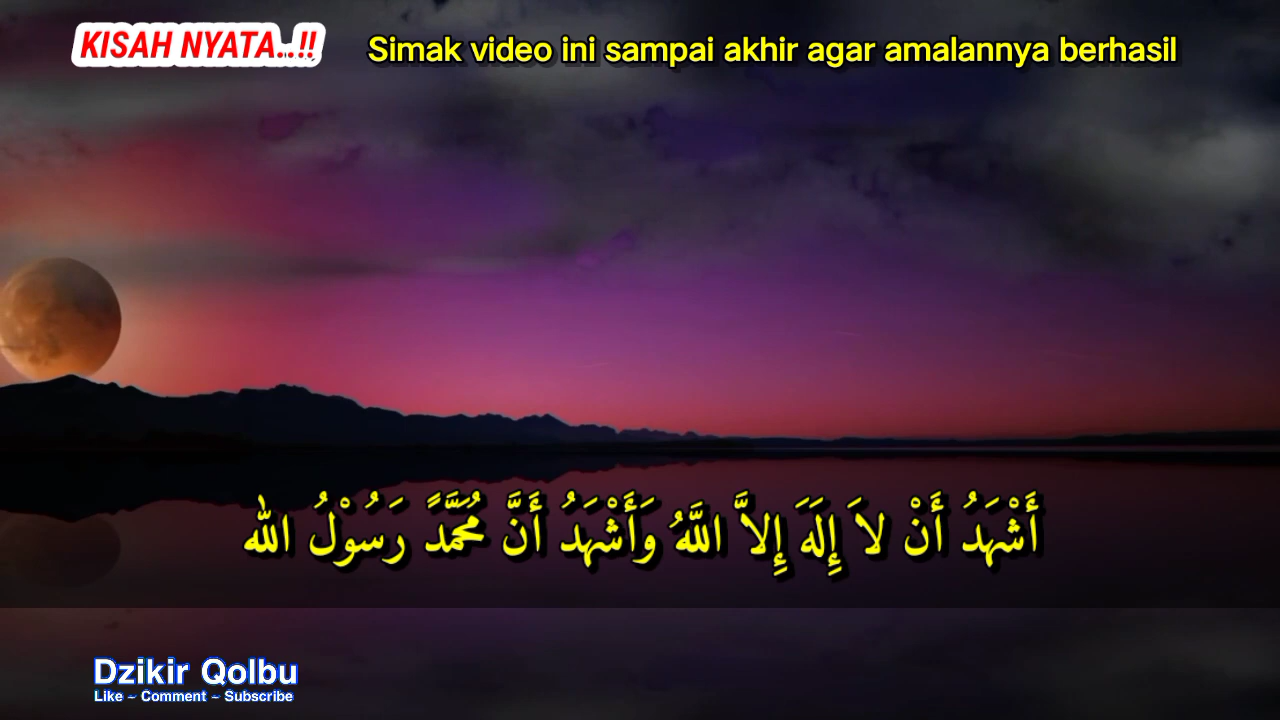 KISAH NYATA...!!
Simak video ini sampai akhir agar amalannya berhasil
أَشْهَدُ أَنْ لاَ إِلَهَ إِلاَّ اللَّهُ وَأَشْهَدُ أَنَّ مُحَمَّدً رَسُوْلُ الله
Dzikir Qolbu
Like ~ Comment ~ Subscribe